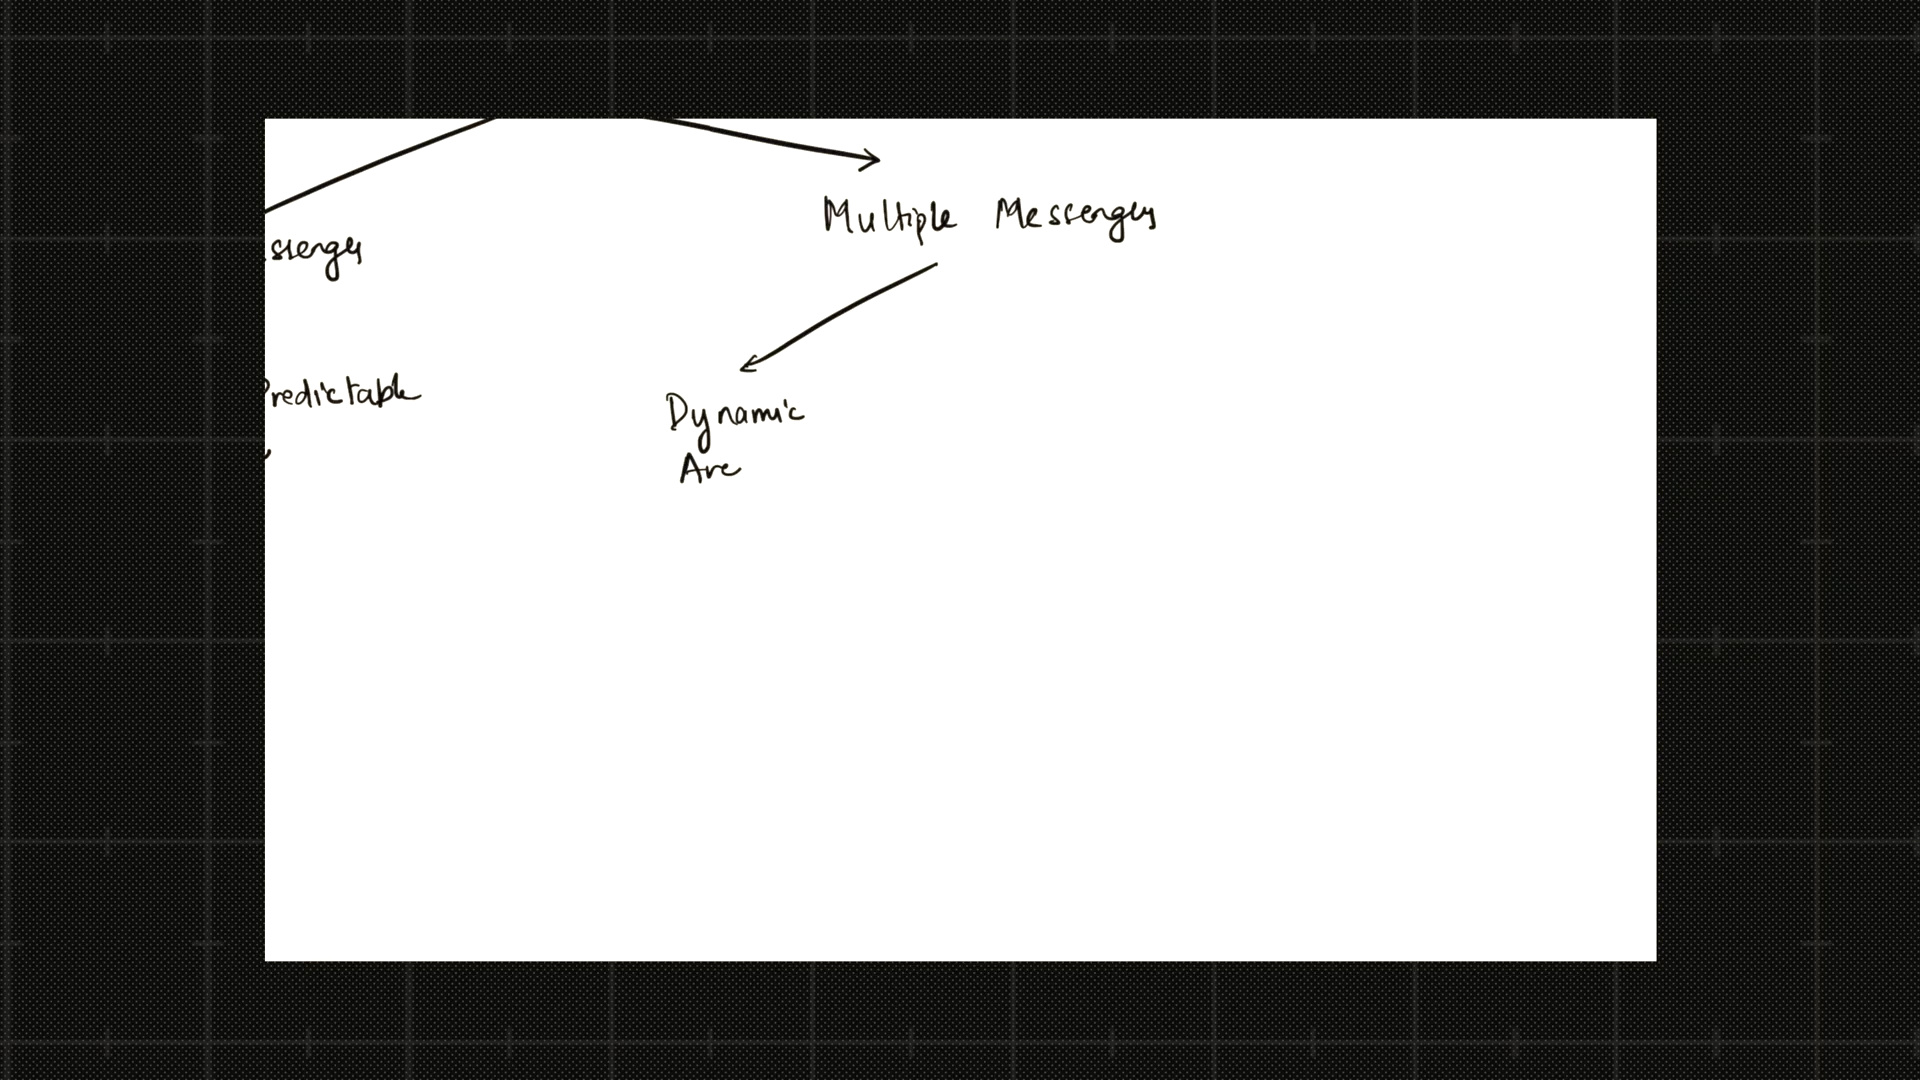 Multiple Messengers
ssenger
Predictable
Dynamic
Arc